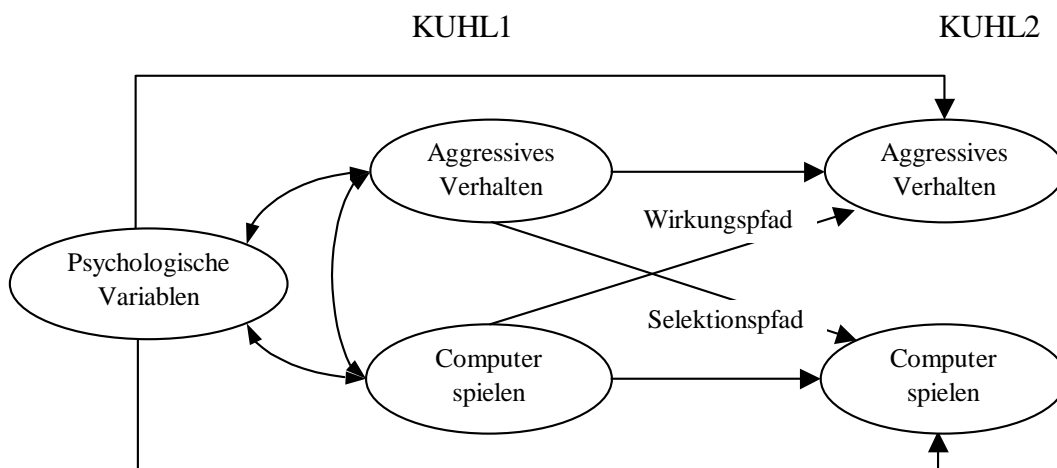 KUHL1
KUHL2
Aggressives
Verhalten
Aggressives
Verhalten
Wirkungspfad
Psychologische
Variablen
Selektionspfad
Computer
spielen
Computer
spielen